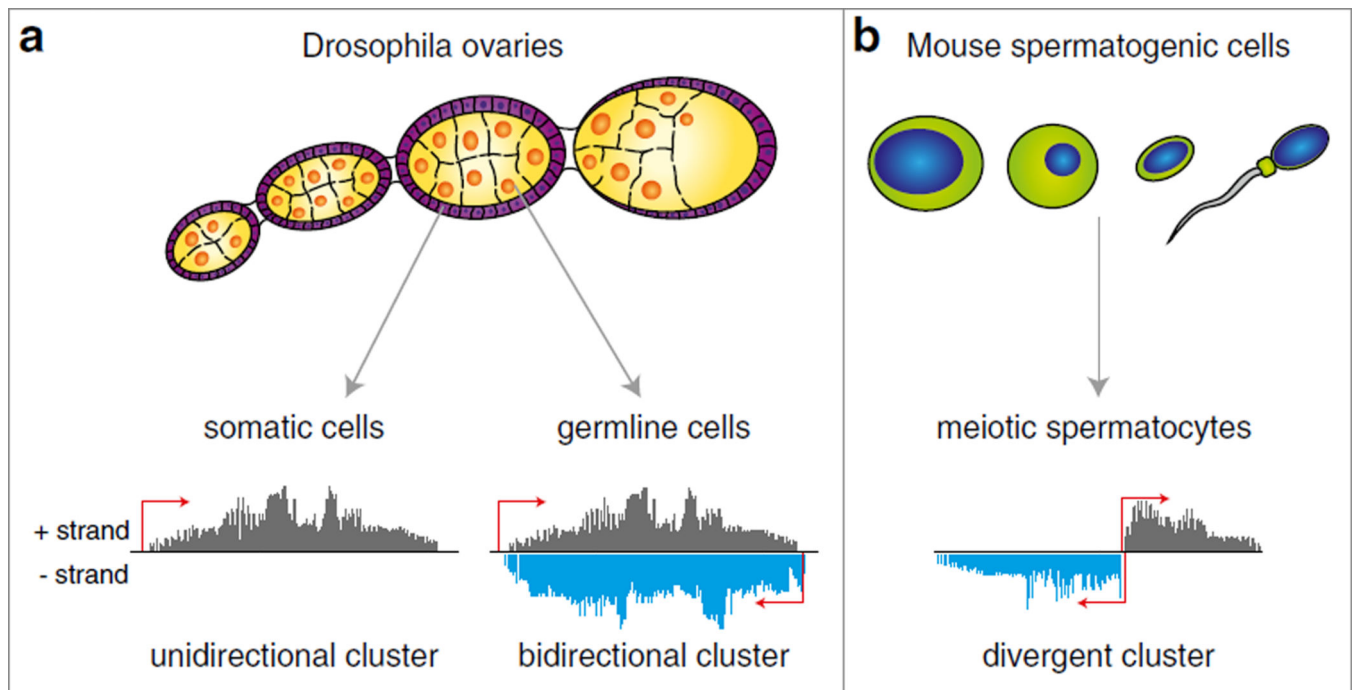 a
Drosophila ovaries
somatic cells
germline cells
+ strand
- strand
unidirectional cluster
bidirectional cluster
b
Mouse spermatogenic cells
meiotic spermatocytes
divergent cluster